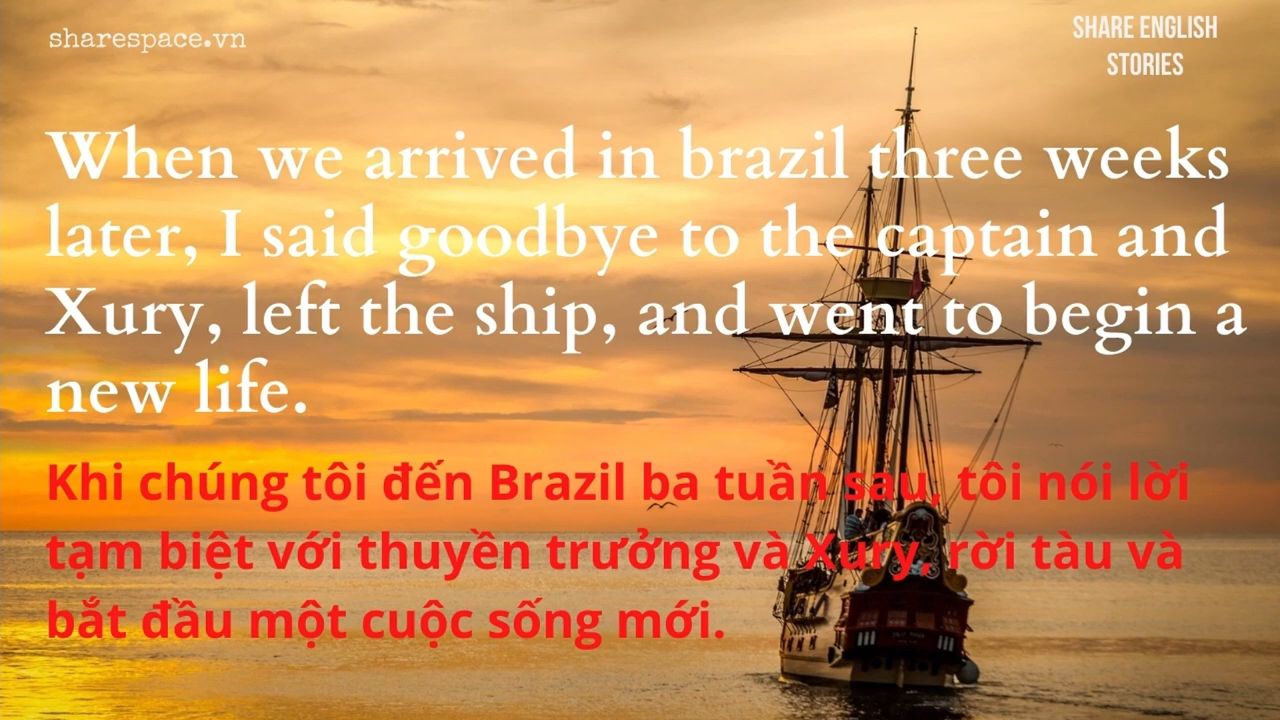 sharespace.vn
SHARE ENGLISH
STORIES
When we arrived in brazil three weeks
later, I said goodbye to the captain and
Xury, left the ship, and went to begin a
new life.
Khi chúng tôi đến Brazil ba tuần sau, tôi nói lời
tạm biệt với thuyền trưởng và Xury, rời tàu và
bắt đầu một cuộc sống mới.